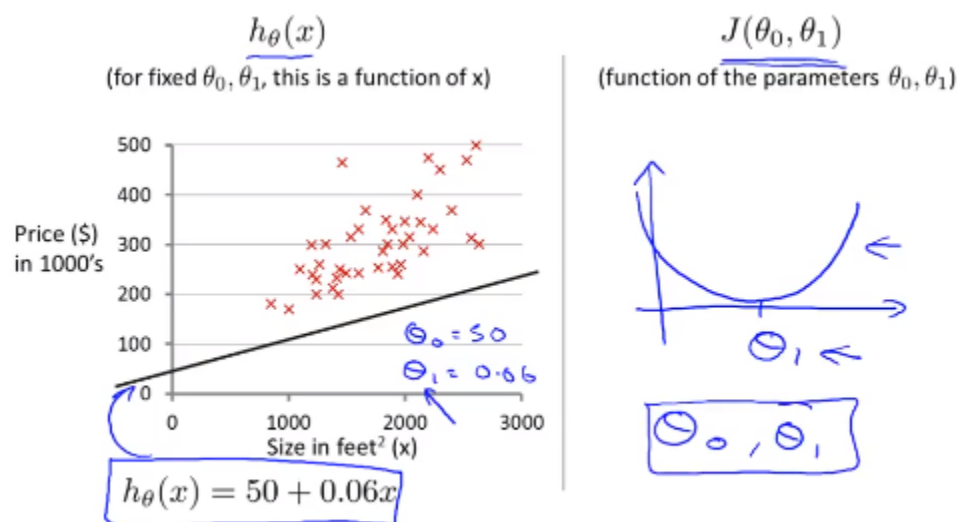 hθ(x)
(for fixed θ₀, θ₁, this is a function of x)
500
400
300
200
100
0
Price ($)
in 1000's
0 1000 2000 3000
Size in feet² (x)
θ₀ = 50
θ₁ = 0.06
hθ(x) = 50 + 0.06x
J(θ₀, θ₁)
(function of the parameters θ₀, θ₁)
θ₁
θ₀, θ₁